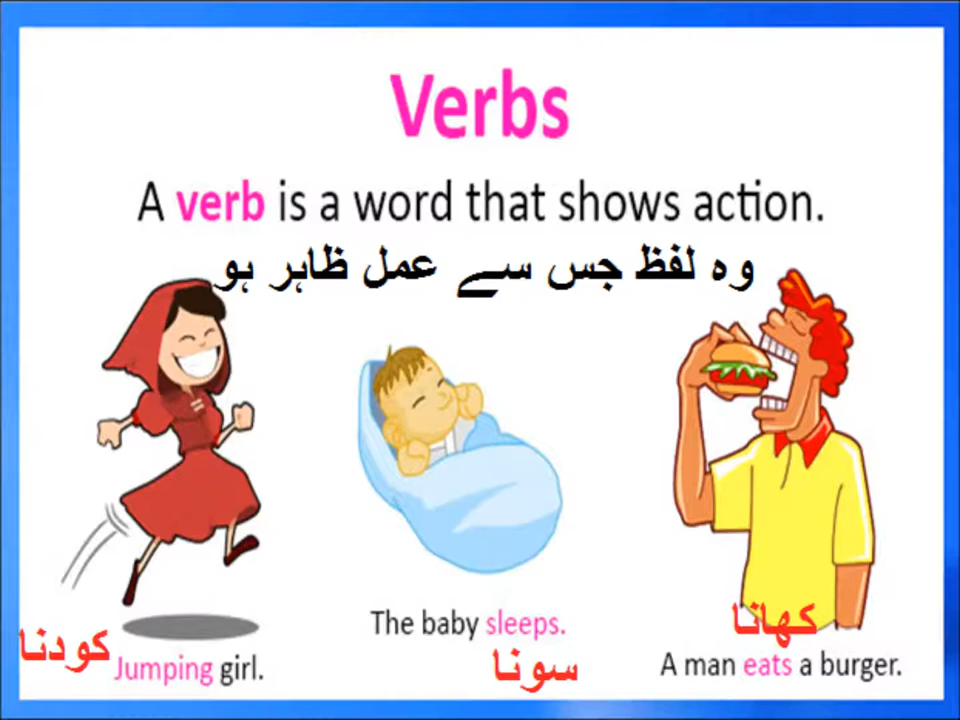 Verbs
A verb is a word that shows action.
وہ لفظ جس سے عمل ظاہر ہو
کودنا
Jumping girl.
The baby sleeps.
سونا
کھانا
A man eats a burger.